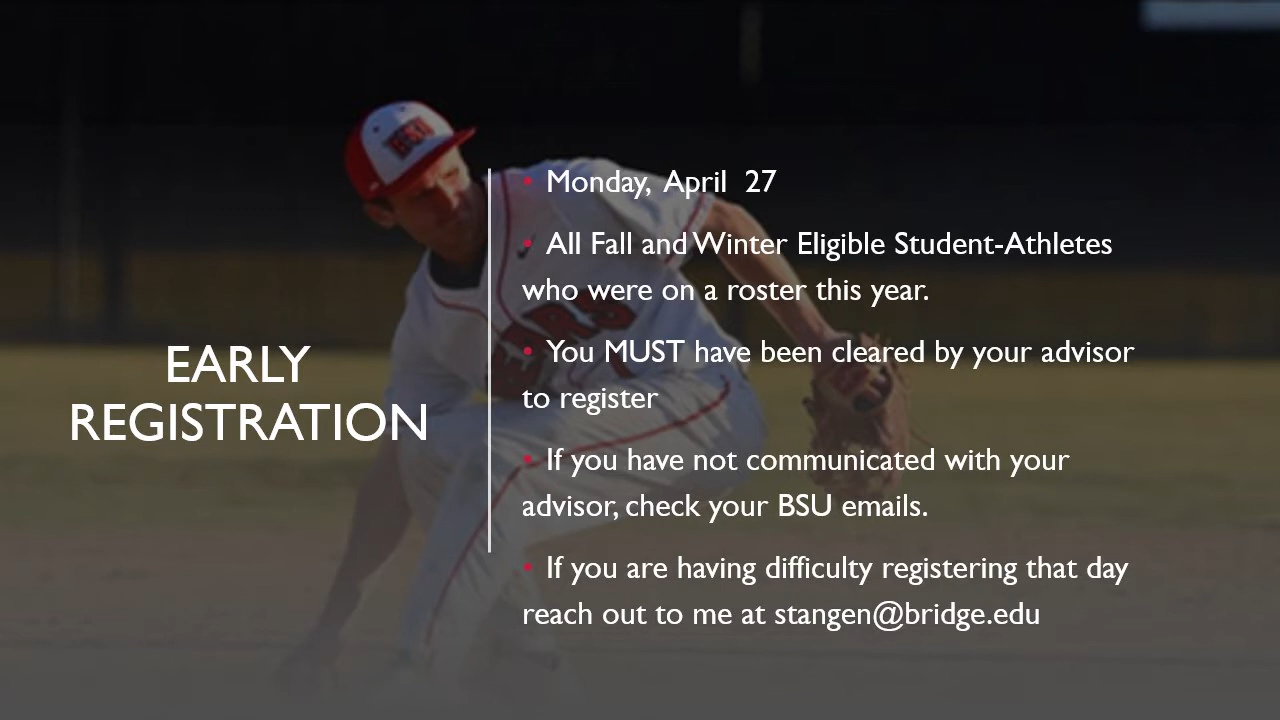 BSU
BEARS
EARLY
REGISTRATION
• Monday, April 27
• All Fall and Winter Eligible Student-Athletes
who were on a roster this year.
• You MUST have been cleared by your advisor
to register
• If you have not communicated with your
advisor, check your BSU emails.
• If you are having difficulty registering that day
reach out to me at stangen@bridge.edu